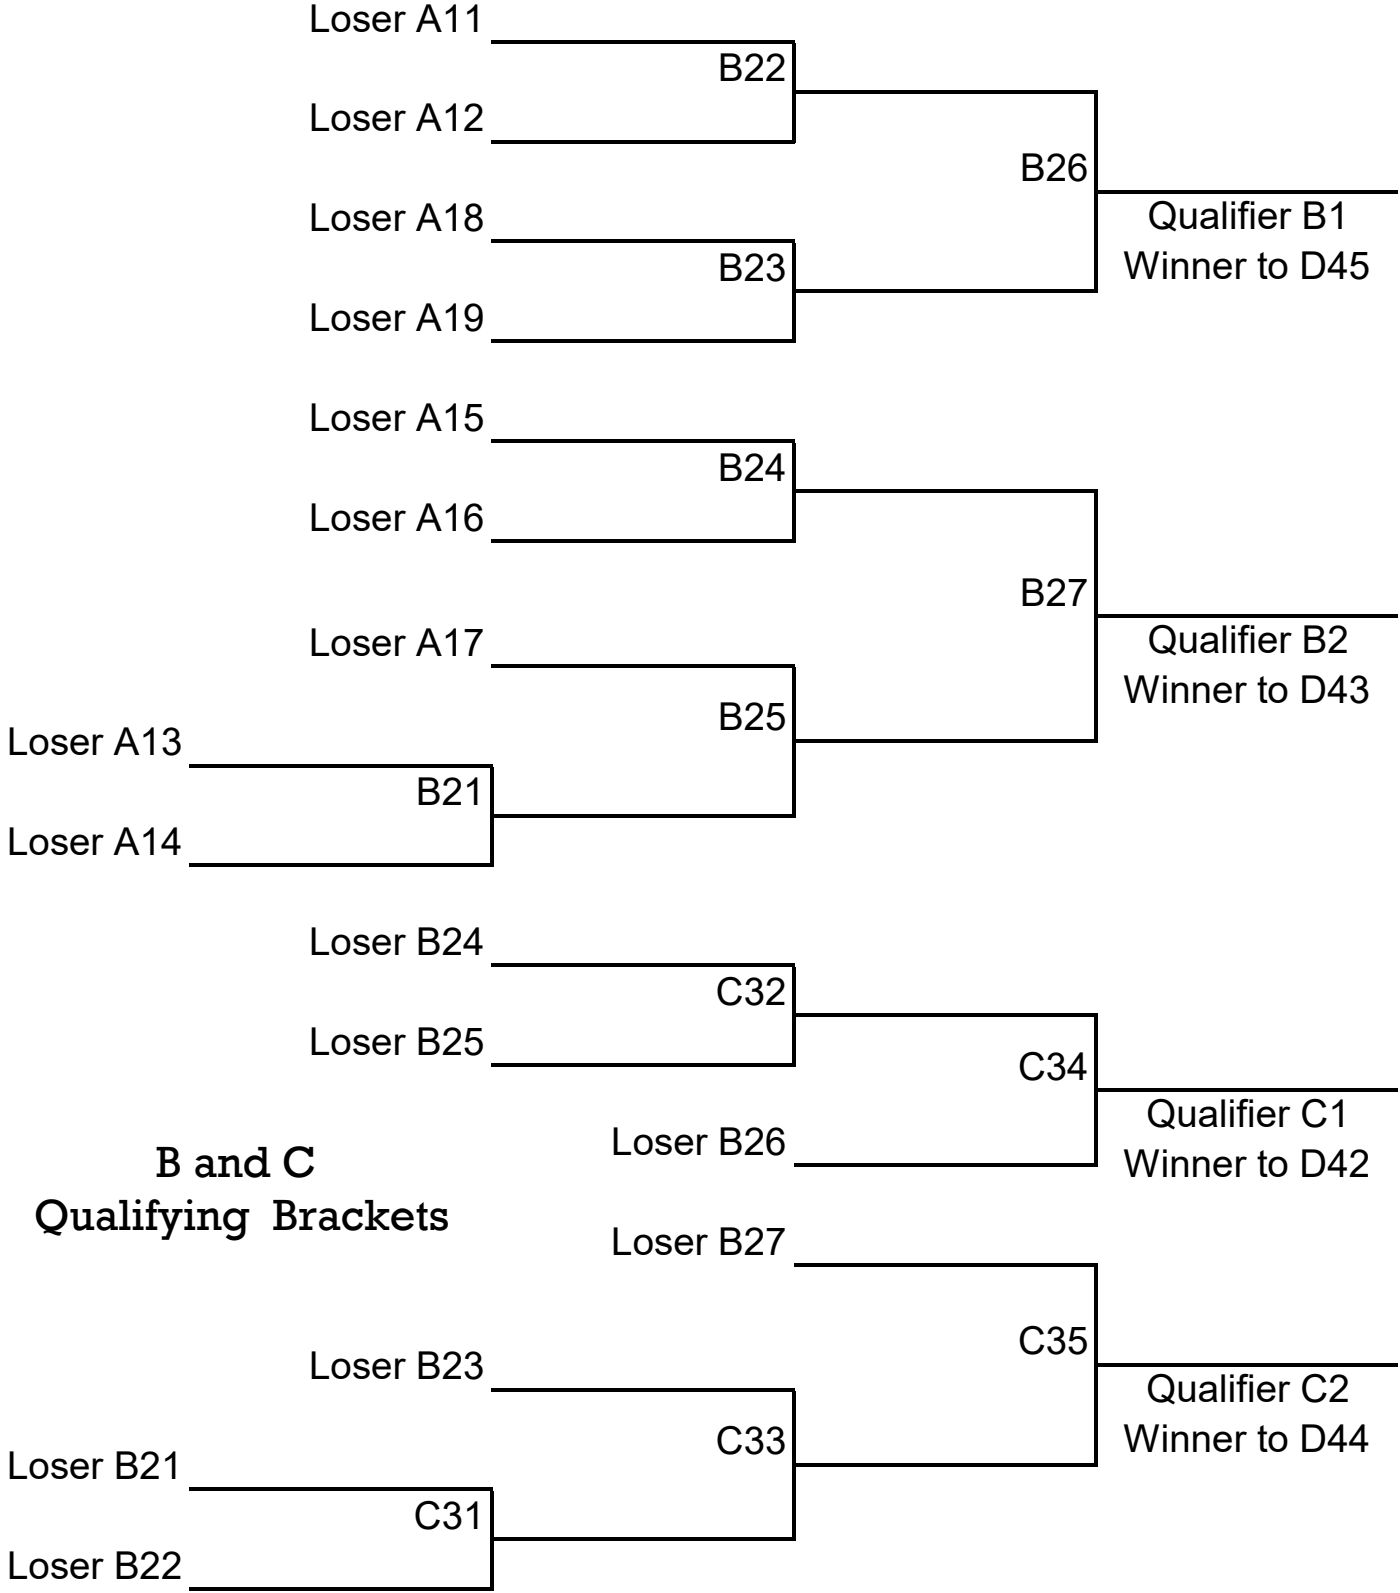 Loser A11
B22
Loser A12
B26
Qualifier B1
Winner to D45
Loser A18
B23
Loser A19
Loser A15
B24
Loser A16
B27
Qualifier B2
Winner to D43
Loser A17
B25
Loser A13
B21
Loser A14
Loser B24
C32
Loser B25
C34
Qualifier C1
Winner to D42
Loser B26
B and C
Qualifying Brackets
Loser B27
C35
Qualifier C2
Winner to D44
Loser B23
C33
Loser B21
C31
Loser B22